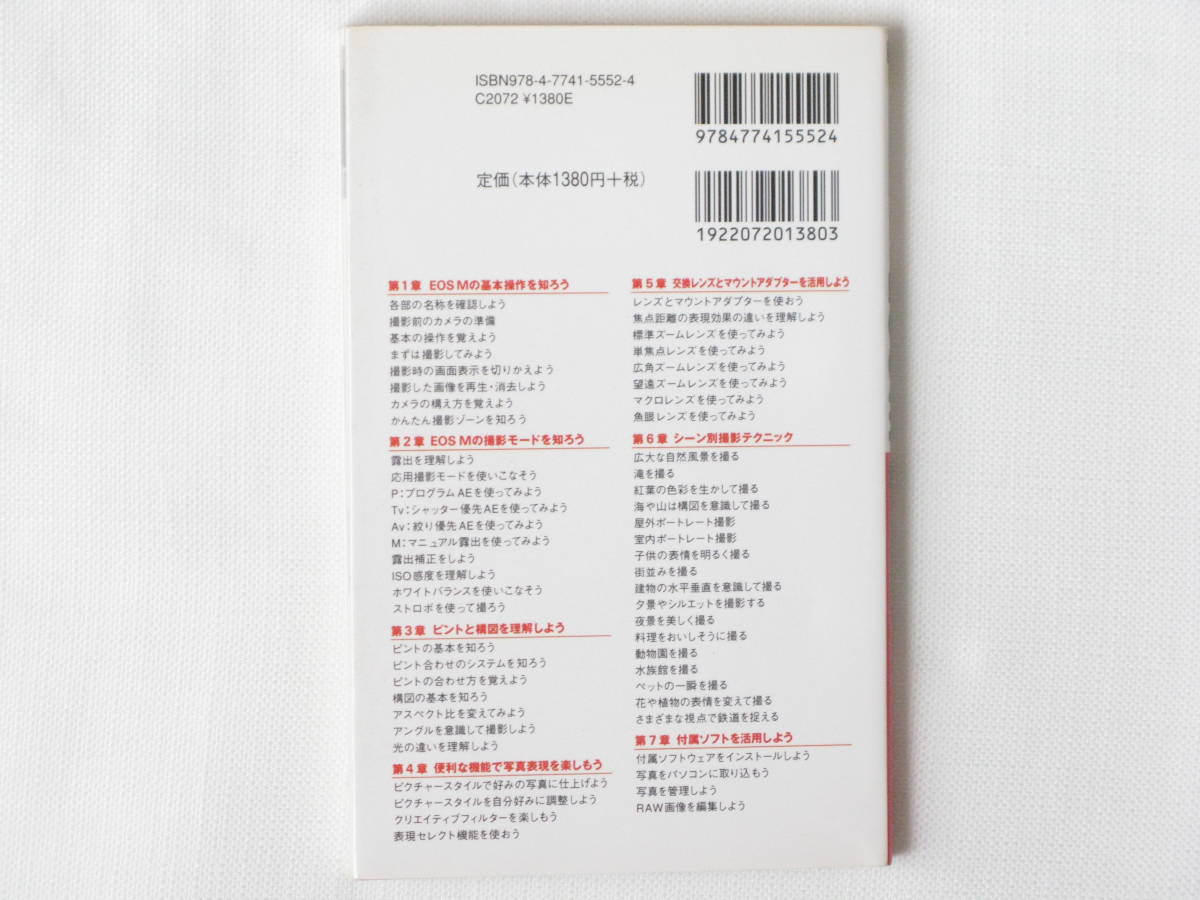 ISBN978-4-7741-5552-4
C2072 ¥1380E
9784774155524
定価(本体1380円+税)
1922072013803
第1章 EOS Mの基本操作を知ろう
各部の名称を確認しよう
撮影前のカメラの準備
基本の操作を覚えよう
まずは撮影してみよう
撮影時の画面表示を切りかえよう
撮影した画像を再生・消去しよう
カメラの構え方を覚えよう
かんたん撮影ゾーンを知ろう
第2章 EOS Mの撮影モードを知ろう
露出を理解しよう
応用撮影モードを使いこなそう
P:プログラムAEを使ってみよう
Tv:シャッター優先AEを使ってみよう
Av:絞り優先AEを使ってみよう
M:マニュアル露出を使ってみよう
露出補正をしよう
ISO感度を理解しよう
ホワイトバランスを使いこなそう
ストロボを使って撮ろう
第3章 ピントと構図を理解しよう
ピントの基本を知ろう
ピント合わせのシステムを知ろう
ピントの合わせ方を覚えよう
構図の基本を知ろう
アスペクト比を変えてみよう
アングルを意識して撮影しよう
光の違いを理解しよう
第4章 便利な機能で写真表現を楽しもう
ピクチャースタイルで好みの写真に仕上げよう
ピクチャースタイルを自分好みに調整しよう
クリエイティブフィルターを楽しもう
表現セレクト機能を使おう
第5章 交換レンズとマウントアダプターを活用しよう
レンズとマウントアダプターを使おう
焦点距離の表現効果の違いを理解しよう
標準ズームレンズを使ってみよう
単焦点レンズを使ってみよう
広角ズームレンズを使ってみよう
望遠ズームレンズを使ってみよう
マクロレンズを使ってみよう
魚眼レンズを使ってみよう
第6章 シーン別撮影テクニック
広大な自然風景を撮る
滝を撮る
紅葉の色彩を生かして撮る
海や山は構図を意識して撮る
屋外ポートレート撮影
室内ポートレート撮影
子供の表情を明るく撮る
街並みを撮る
建物の水平垂直を意識して撮る
夕景やシルエットを撮影する
夜景を美しく撮る
料理をおいしそうに撮る
動物園を撮る
水族館を撮る
ペットの一瞬を撮る
花や植物の表情を変えて撮る
さまざまな視点で鉄道を捉える
第7章 付属ソフトを活用しよう
付属ソフトウェアをインストールしよう
写真をパソコンに取り込もう
写真を管理しよう
RAW画像を編集しよう